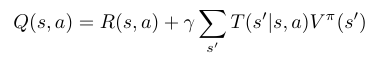 Q(s, a) = R(s, a) + γ ∑_{s'} T(s'|s, a)V^π(s')